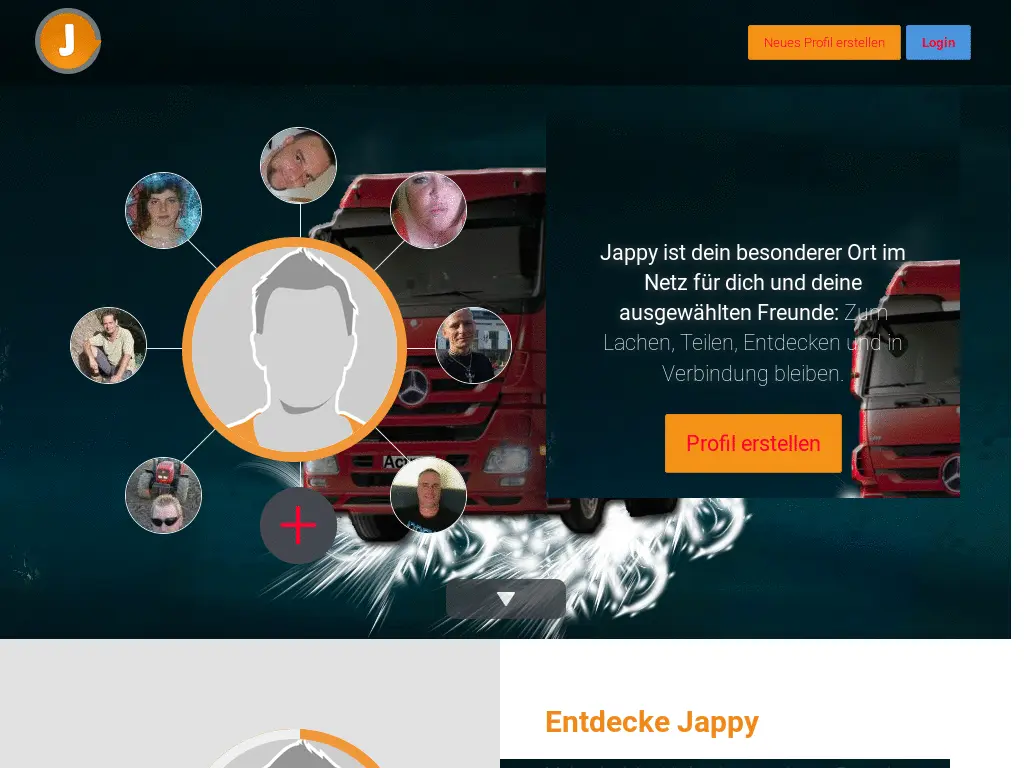 J
Neues Profil erstellen
Login
Jappy ist dein besonderer Ort im
Netz für dich und deine
ausgewählten Freunde: Zum
Lachen, Teilen, Entdecken und in
Verbindung bleiben.
Profil erstellen
Entdecke Jappy